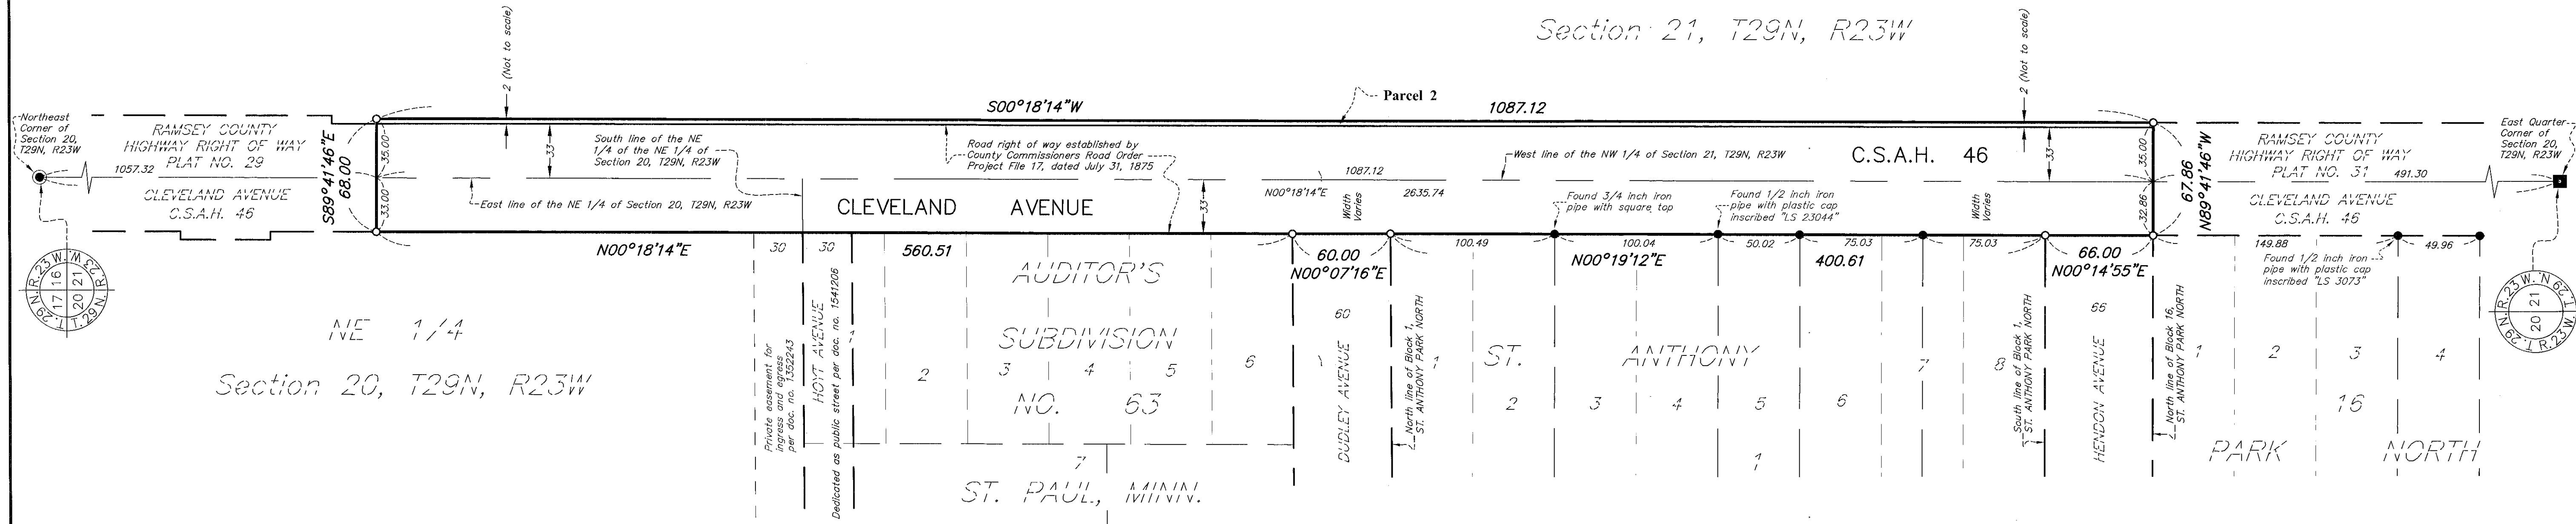 Section 21, T29N, R23W
2 (Not to scale)
2 (Not to scale)
Parcel 2
S00°18'14"W
1087.12
Northeast
Corner of
Section 20,
T29N, R23W
RAMSEY COUNTY
HIGHWAY RIGHT OF WAY
PLAT NO. 29
1057.32
CLEVELAND AVENUE
C.S.A.H. 46
S89°41'46"E
68.00
35.00
33.00
33
South line of the NE
1/4 of the NE 1/4 of
Section 20, T29N, R23W
Road right of way established by
County Commissioners Road Order
Project File 17, dated July 31, 1875
West line of the NW 1/4 of Section 21, T29N, R23W
C.S.A.H. 46
33
35.00
32.86
67.86
N89°41'46"W
RAMSEY COUNTY
HIGHWAY RIGHT OF WAY
PLAT NO. 31
491.30
CLEVELAND AVENUE
C.S.A.H. 46
East Quarter
Corner of
Section 20,
T29N, R23W
East line of the NE 1/4 of Section 20, T29N, R23W
CLEVELAND AVENUE
33
1087.12
N00°18'14"E
2635.74
Width
Varies
Found 3/4 inch iron
pipe with square top
Found 1/2 inch iron
pipe with plastic cap
inscribed "LS 23044"
Width
Varies
N00°18'14"E
30
30
560.51
60.00
N00°07'16"E
100.49
100.04
N00°19'12"E
50.02
75.03
400.61
75.03
66.00
N00°14'55"E
149.88
49.96
Found 1/2 inch iron
pipe with plastic cap
inscribed "LS 3073"
T.29 N.R.23 W.
17 16
20 21
T.29 N.R.23 W.
T.29 N.R.23 W.
20 21
T.29 N.R.23 W.
NE 1/4
Section 20, T29N, R23W
Private easement for
ingress and egress
per doc. no. 1352243
HOYT AVENUE
Dedicated as public street per doc. no. 1541206
1
2
3
4
5
6
AUDITOR'S
SUBDIVISION
NO. 63
7
ST. PAUL, MINN.
60
DUDLEY AVENUE
North line of Block 1,
ST. ANTHONY PARK NORTH
1
2
3
4
5
6
7
8
ST. ANTHONY
1
South line of Block 1,
ST. ANTHONY PARK NORTH
66
HENDON AVENUE
North line of Block 16,
ST. ANTHONY PARK NORTH
1
2
3
4
16
PARK NORTH